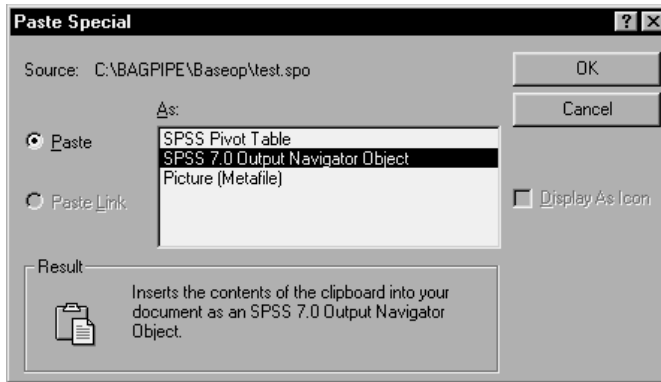 Paste Special
Source: C:\BAGPIPE\Baseop\test.spo
OK
Cancel
As:
Paste
SPSS Pivot Table
SPSS 7.0 Output Navigator Object
Picture (Metafile)
Paste Link
Display As Icon
Result
Inserts the contents of the clipboard into your
document as an SPSS 7.0 Output Navigator
Object.